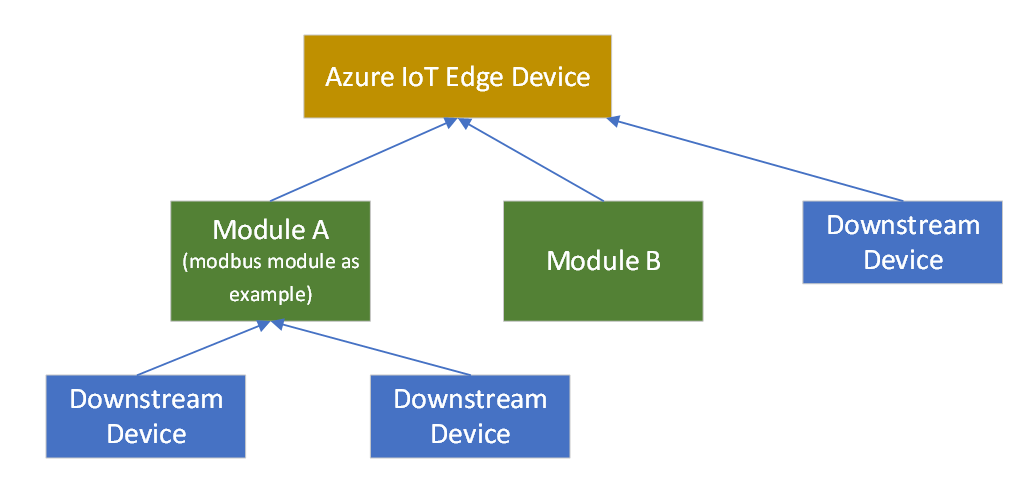 Azure IoT Edge Device
Module A
(modbus module as
example)
Module B
Downstream
Device
Downstream
Device
Downstream
Device